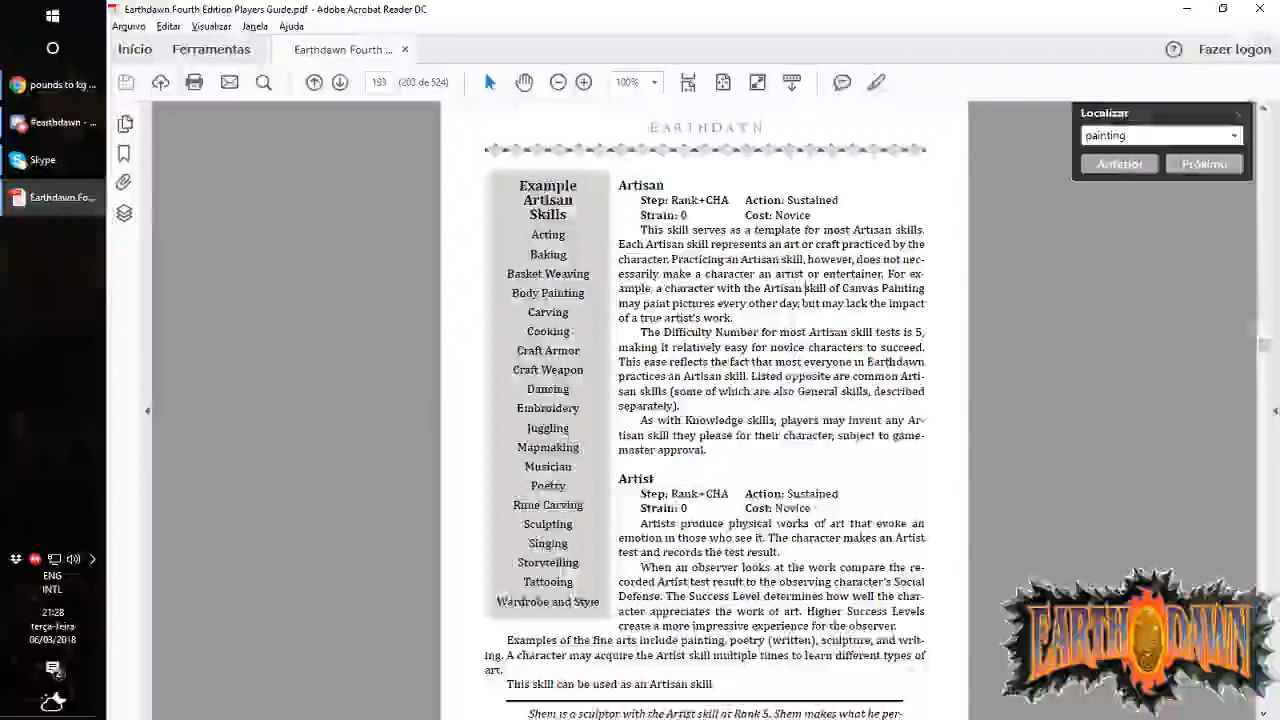 Earthdawn Fourth Edition Players Guide.pdf - Adobe Acrobat Reader DC
Arquivo Editar Visualizar Janela Ajuda
Início Ferramentas Earthdawn Fourth ... × Fazer logon
193 (203 de 524) 100%
pounds to kg ...
#earthdawn - ...
Skype
Earthdawn Fo...
Localizar
painting
Anterior Próximo
EARTHDAWN
Example
Artisan
Skills
Acting
Baking
Basket Weaving
Body Painting
Carving
Cooking
Craft Armor
Craft Weapon
Dancing
Embroidery
Juggling
Mapmaking
Musician
Poetry
Rune Carving
Sculpting
Singing
Storytelling
Tattooing
Wardrobe and Style
Artisan
Step: Rank+CHA Action: Sustained
Strain: 0 Cost: Novice
This skill serves as a template for most Artisan skills.
Each Artisan skill represents an art or craft practiced by the
character. Practicing an Artisan skill, however, does not nec-
essarily make a character an artist or entertainer. For ex-
ample, a character with the Artisan skill of Canvas Painting
may paint pictures every other day, but may lack the impact
of a true artist's work.
The Difficulty Number for most Artisan skill tests is 5,
making it relatively easy for novice characters to succeed.
This ease reflects the fact that most everyone in Earthdawn
practices an Artisan skill. Listed opposite are common Arti-
san skills (some of which are also General skills, described
separately).
As with Knowledge skills, players may invent any Ar-
tisan skill they please for their character, subject to game-
master approval.
Artist
Step: Rank+CHA Action: Sustained
Strain: 0 Cost: Novice
Artists produce physical works of art that evoke an
emotion in those who see it. The character makes an Artist
test and records the test result.
When an observer looks at the work compare the re-
corded Artist test result to the observing character's Social
Defense. The Success Level determines how well the char-
acter appreciates the work of art. Higher Success Levels
create a more impressive experience for the observer.
Examples of the fine arts include painting, poetry (written), sculpture, and writ-
ing. A character may acquire the Artist skill multiple times to learn different types of
art.
This skill can be used as an Artisan skill
Shem is a sculptor with the Artist skill at Rank 5. Shem makes what he per-
ENG
INTL
21:28
terça-feira
06/03/2018
EARTHDAWN